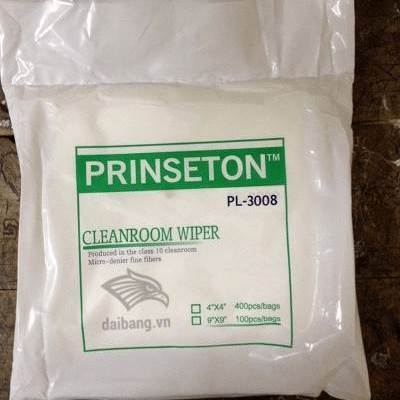 PRINSETON™
PL-3008
CLEANROOM WIPER
Produced in the class 10 cleanroom
Micro-denier fine fibers
4"X4" 400pcs/bags
9"X9" 100pcs/bags
daibang.vn